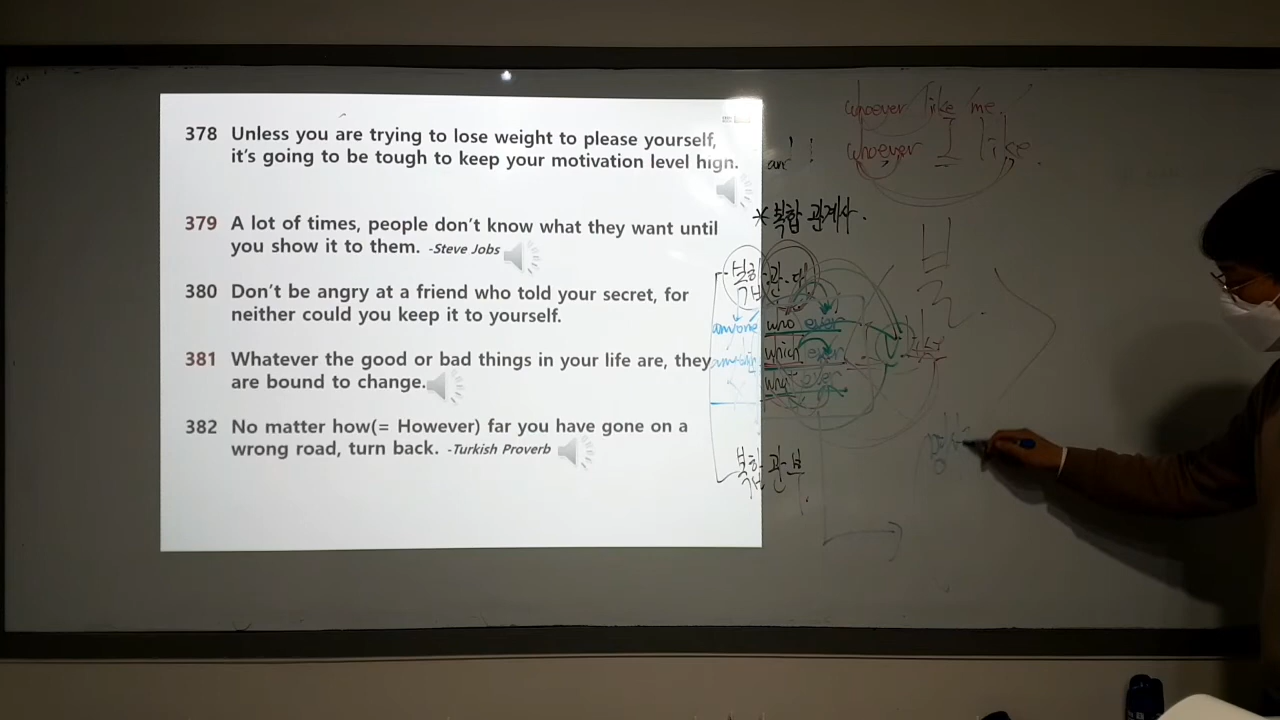 378 Unless you are trying to lose weight to please yourself,
it's going to be tough to keep your motivation level high.
379 A lot of times, people don't know what they want until
you show it to them. -Steve Jobs
380 Don't be angry at a friend who told your secret, for
neither could you keep it to yourself.
381 Whatever the good or bad things in your life are, they
are bound to change.
382 No matter how(= However) far you have gone on a
wrong road, turn back. -Turkish Proverb
whoever like me.
and !
whoever I like.
*복합 관계사.
복합 관·대
anyone who ever
which ever
ever
복합 관·부